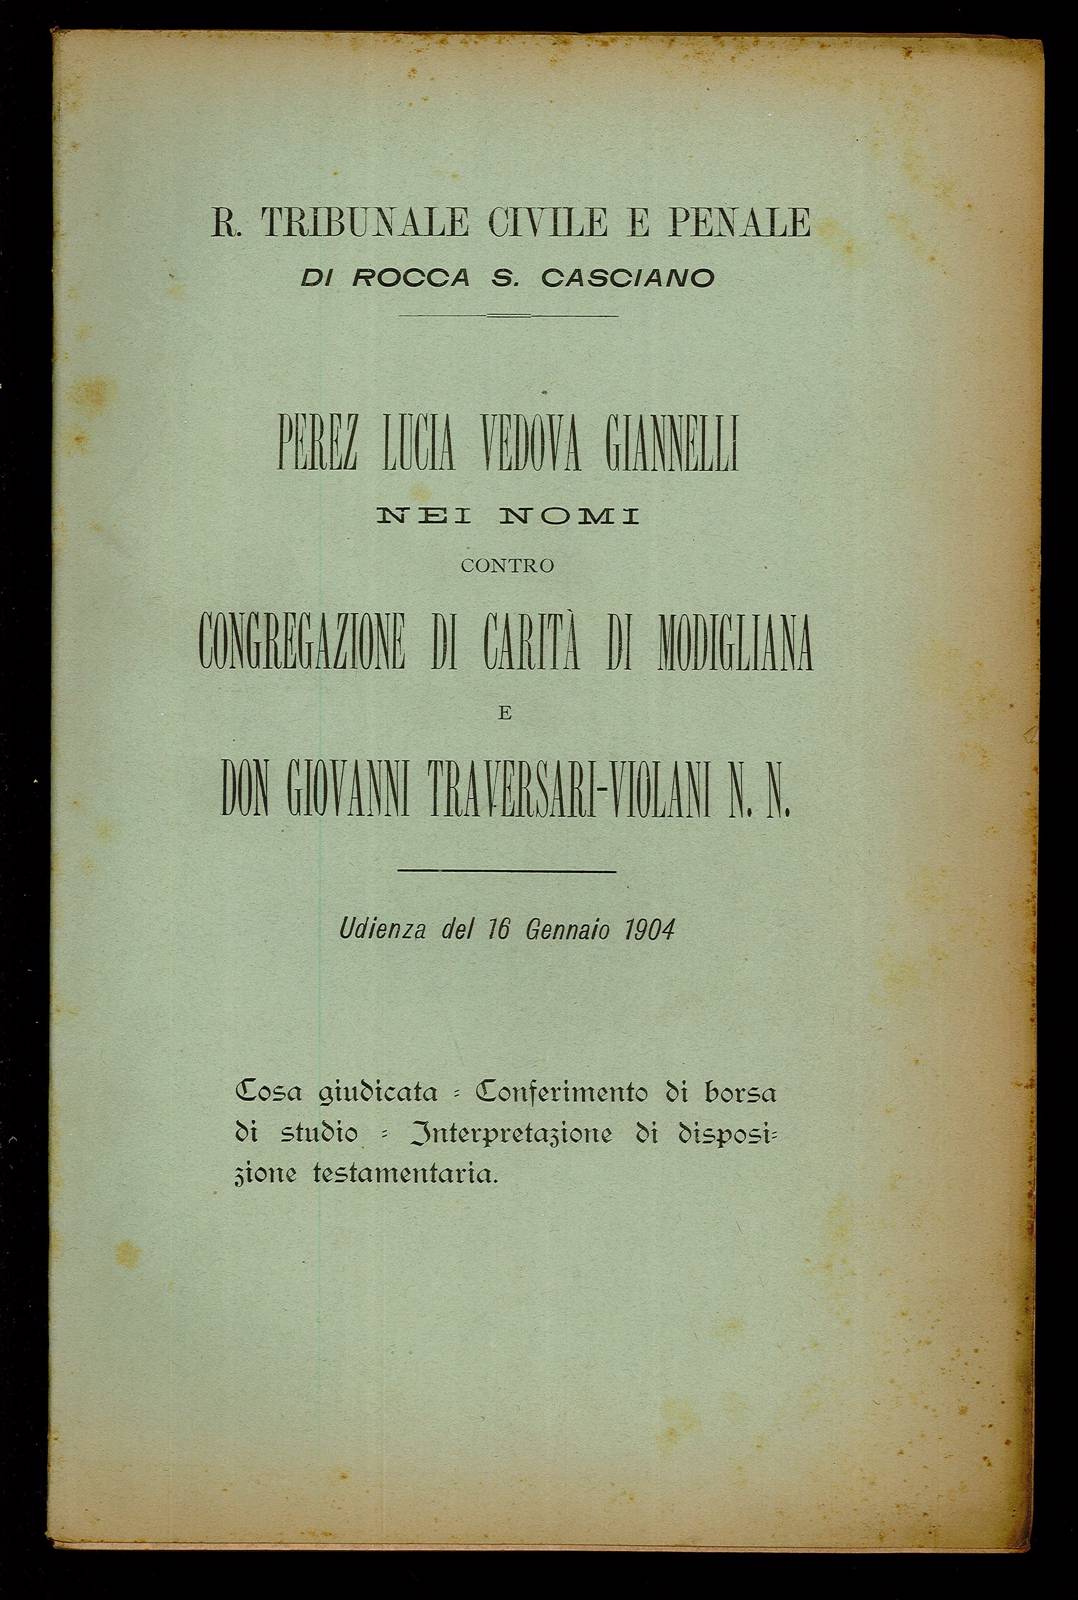 R. TRIBUNALE CIVILE E PENALE
DI ROCCA S. CASCIANO
PEREZ LUCIA VEDOVA GIANNELLI
NEI NOMI
CONTRO
CONGREGAZIONE DI CARITÀ DI MODIGLIANA
E
DON GIOVANNI TRAVERSARI-VIOLANI N. N.
Udienza del 16 Gennaio 1904
Cosa giudicata - Conferimento di borsa
di studio - Interpretazione di disposi-
zione testamentaria.